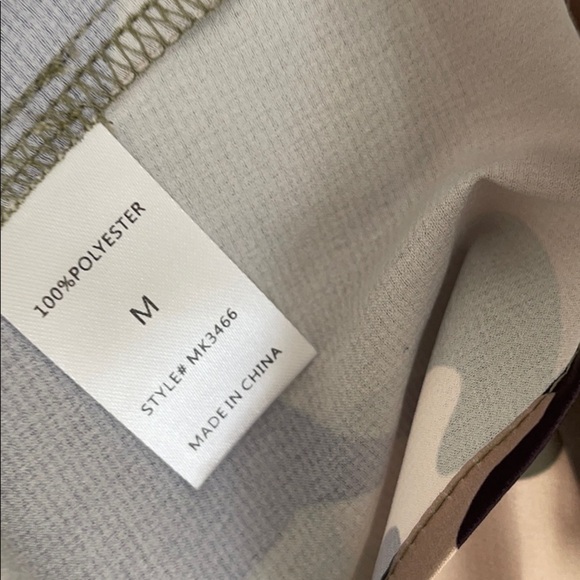 100%POLYESTER
M
STYLE# MK3466
MADE IN CHINA